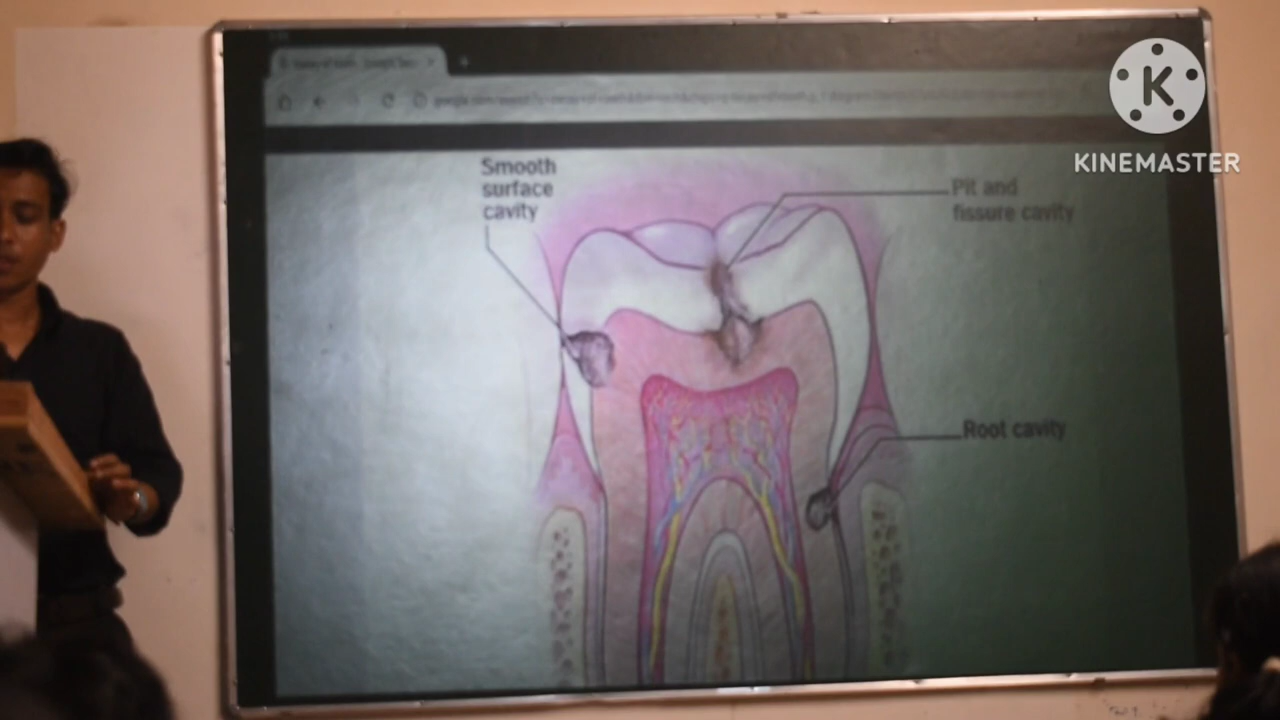 Smooth
surface
cavity
Pit and
fissure cavity
Root cavity
K
KINEMASTER